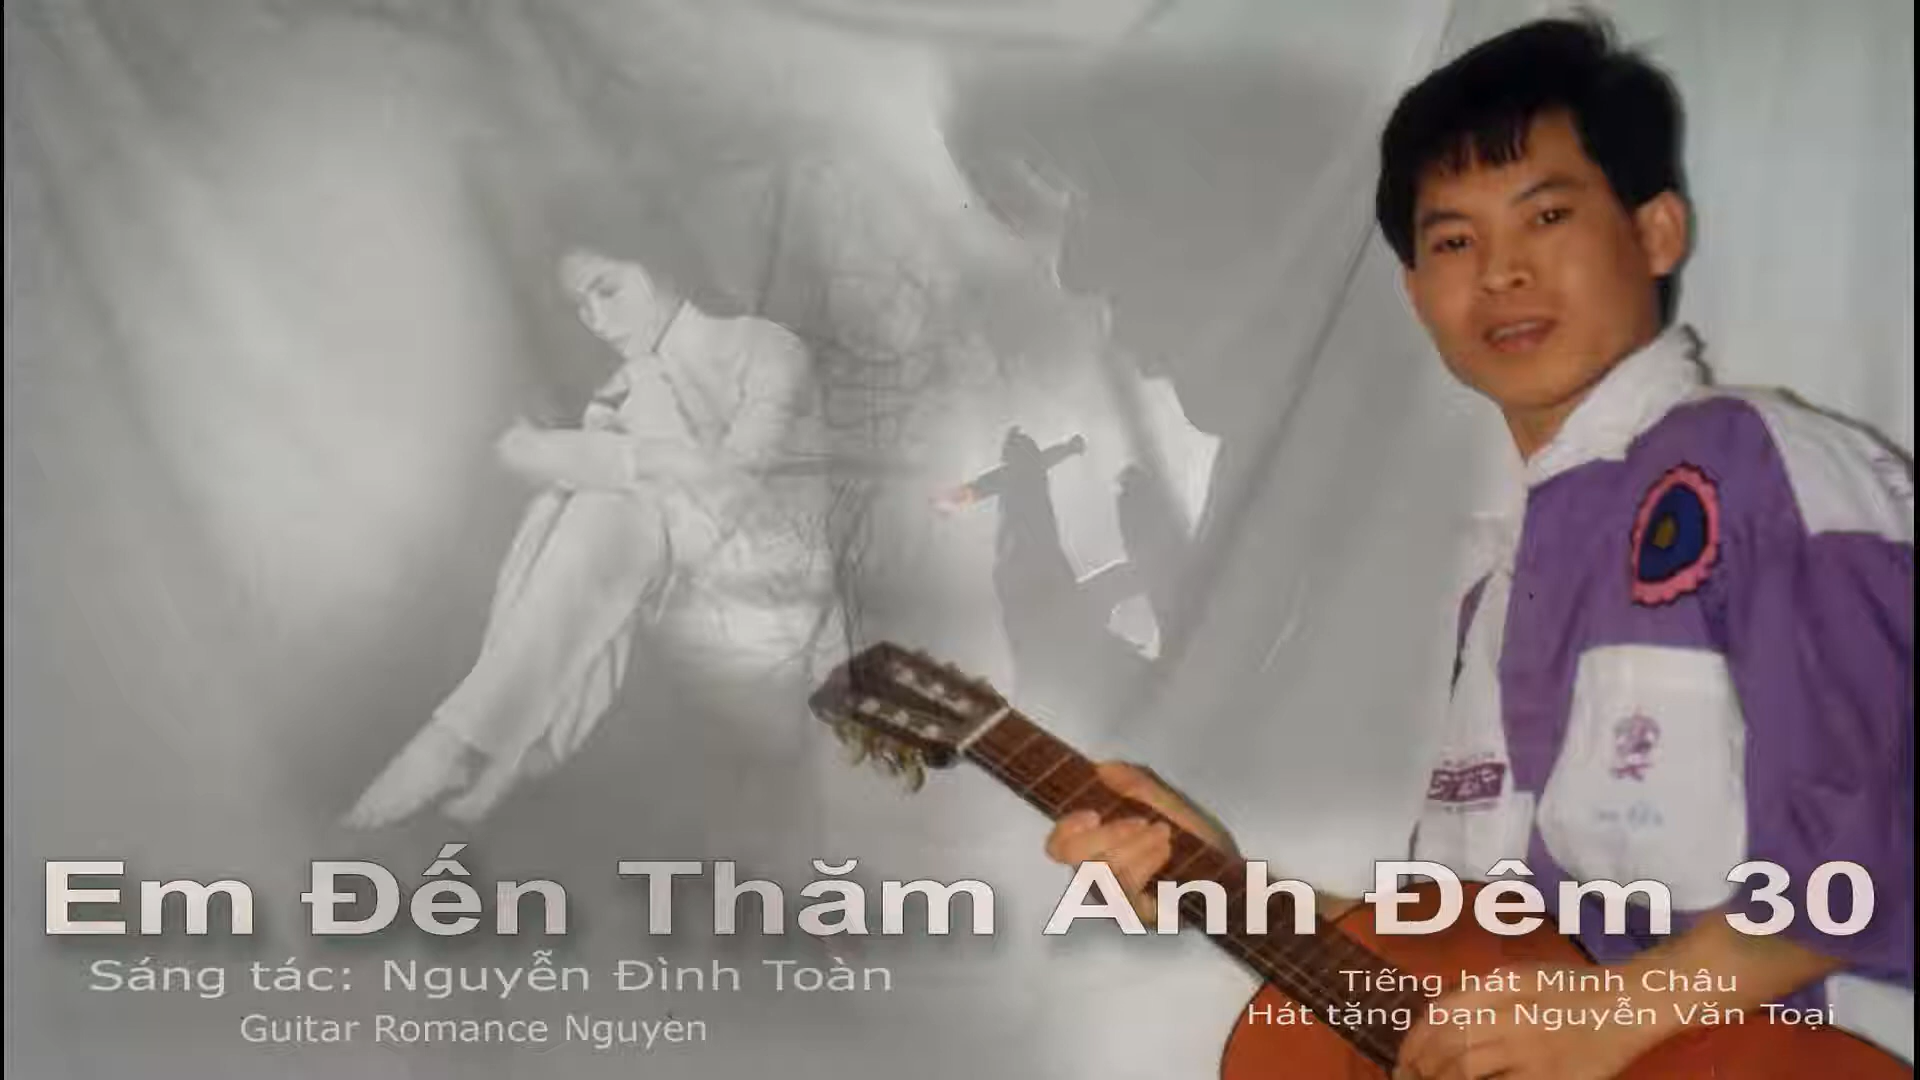 Em Đến Thăm Anh Đêm 30
Sáng tác: Nguyễn Đình Toàn
Guitar Romance Nguyen
Tiếng hát Minh Châu
Hát tặng bạn Nguyễn Văn Toại